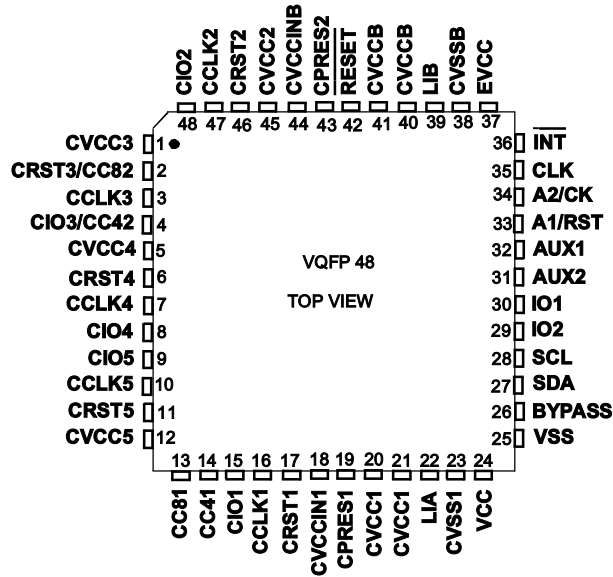 CIO2
CCLK2
CRST2
CVCC2
CVCCINB
CPRES2
RESET
CVCCB
CVCCB
LIB
CVSSB
EVCC
48 47 46 45 44 43 42 41 40 39 38 37
CVCC3 1 36 INT
CRST3/CC82 2 35 CLK
CCLK3 3 34 A2/CK
CIO3/CC42 4 33 A1/RST
CVCC4 5 32 AUX1
CRST4 6 31 AUX2
CCLK4 7 30 IO1
CIO4 8 29 IO2
CIO5 9 28 SCL
CCLK5 10 27 SDA
CRST5 11 26 BYPASS
CVCC5 12 25 VSS
VQFP 48
TOP VIEW
13 14 15 16 17 18 19 20 21 22 23 24
CC81
CC41
CIO1
CCLK1
CRST1
CVCCIN1
CPRES1
CVCC1
CVCC1
LIA
CVSS1
VCC